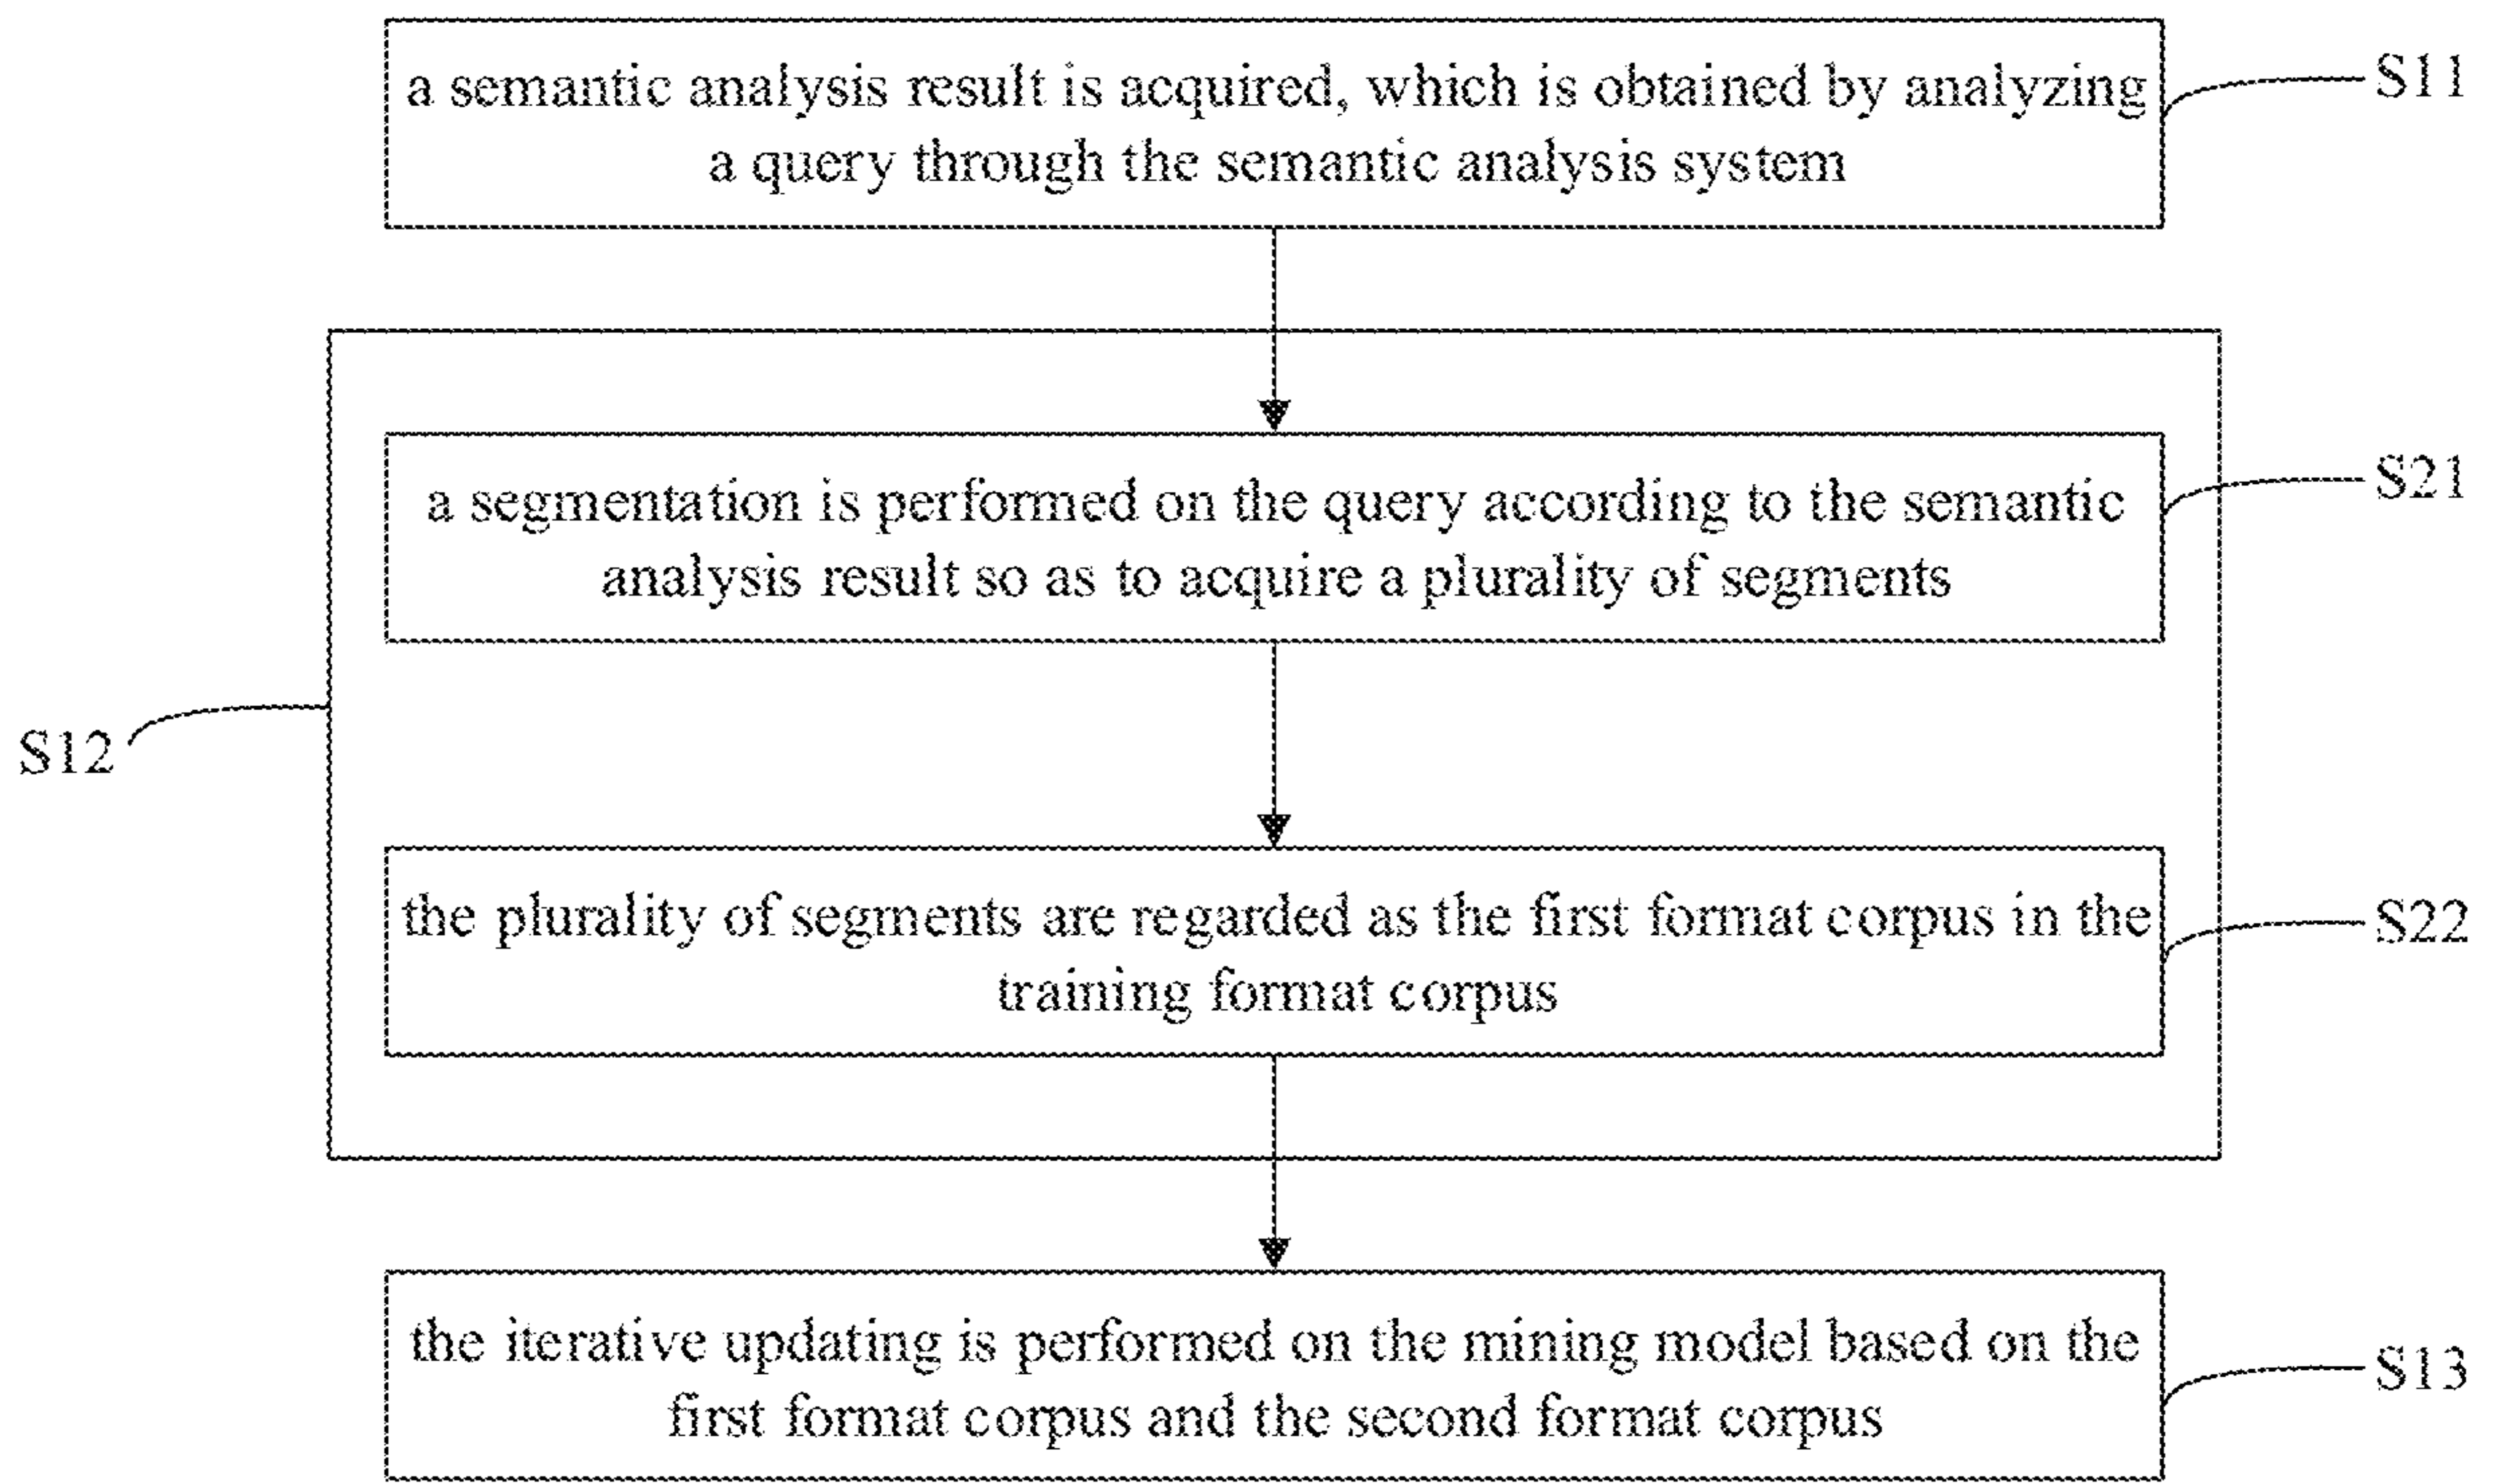 a semantic analysis result is acquired, which is obtained by analyzing
a query through the semantic analysis system
S11
a segmentation is performed on the query according to the semantic
analysis result so as to acquire a plurality of segments
S21
S12
the plurality of segments are regarded as the first format corpus in the
training format corpus
S22
the iterative updating is performed on the mining model based on the
first format corpus and the second format corpus
S13